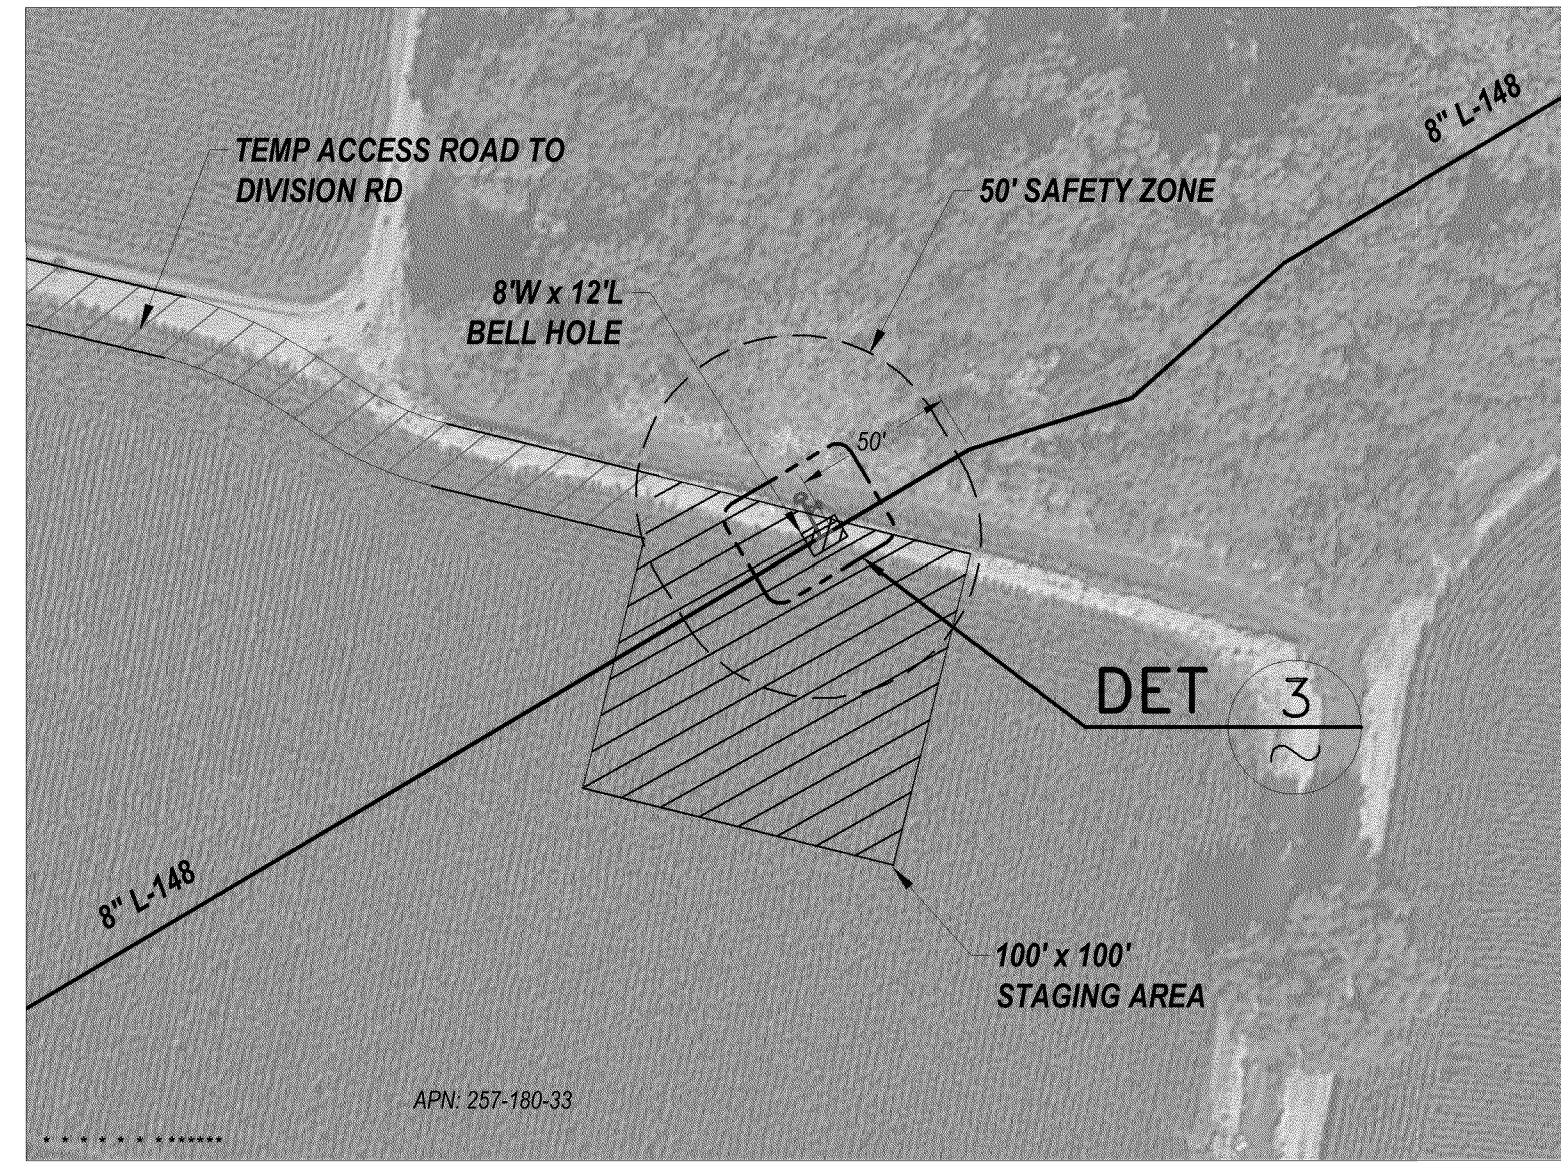 8" L-148
TEMP ACCESS ROAD TO
DIVISION RD
50' SAFETY ZONE
8'W x 12'L
BELL HOLE
50'
DET 3
8" L-148
100' x 100'
STAGING AREA
APN: 257-180-33